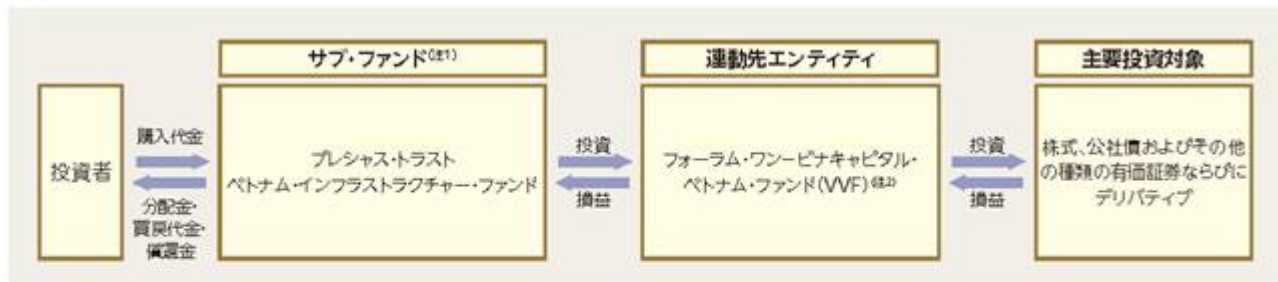 サブ・ファンド(注1)
連動先エンティティ
主要投資対象
投資者
購入代金
分配金・
買戻代金・
償還金
プレシャス・トラスト
ベトナム・インフラストラクチャー・ファンド
投資
損益
フォーラム・ワン－ビナキャピタル・
ベトナム・ファンド(VVF)(注2)
投資
損益
株式、公社債およびその他
の種類の有価証券ならびに
デリバティブ